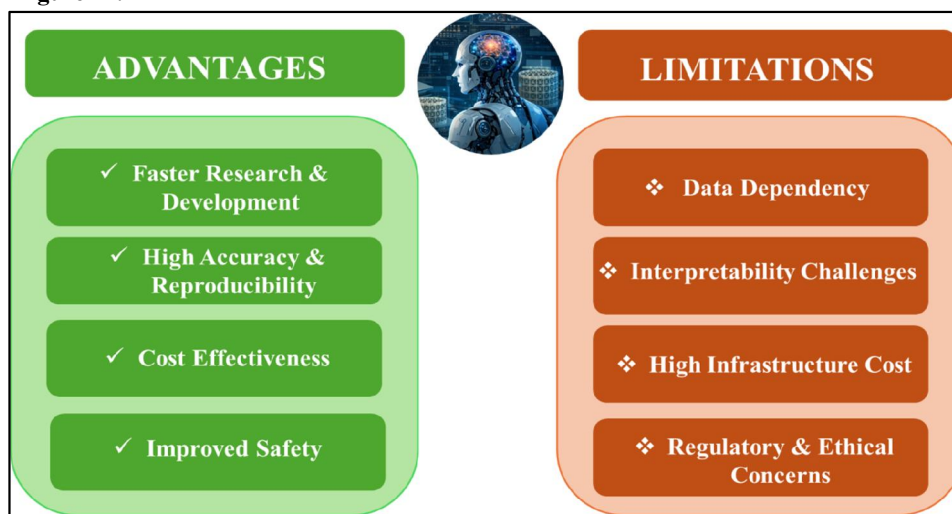 ADVANTAGES
✓ Faster Research &
Development
✓ High Accuracy &
Reproducibility
✓ Cost Effectiveness
✓ Improved Safety
LIMITATIONS
❖ Data Dependency
❖ Interpretability Challenges
❖ High Infrastructure Cost
❖ Regulatory & Ethical
Concerns